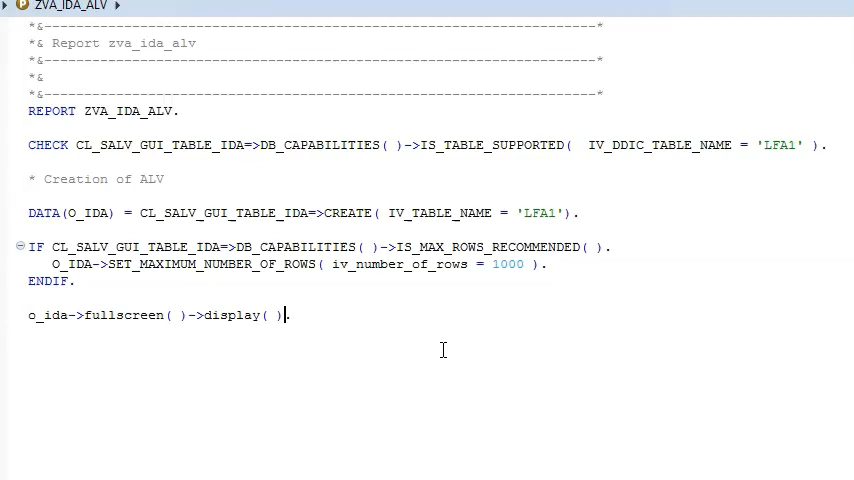 P ZVA_IDA_ALV
*&---------------------------------------------------------------------*
*& Report zva_ida_alv
*&---------------------------------------------------------------------*
*&
*&---------------------------------------------------------------------*
REPORT ZVA_IDA_ALV.
CHECK CL_SALV_GUI_TABLE_IDA=>DB_CAPABILITIES( )->IS_TABLE_SUPPORTED(  IV_DDIC_TABLE_NAME = 'LFA1' ).
* Creation of ALV
DATA(O_IDA) = CL_SALV_GUI_TABLE_IDA=>CREATE( IV_TABLE_NAME = 'LFA1').
IF CL_SALV_GUI_TABLE_IDA=>DB_CAPABILITIES( )->IS_MAX_ROWS_RECOMMENDED( ).
O_IDA->SET_MAXIMUM_NUMBER_OF_ROWS( iv_number_of_rows = 1000 ).
ENDIF.
o_ida->fullscreen( )->display( ).